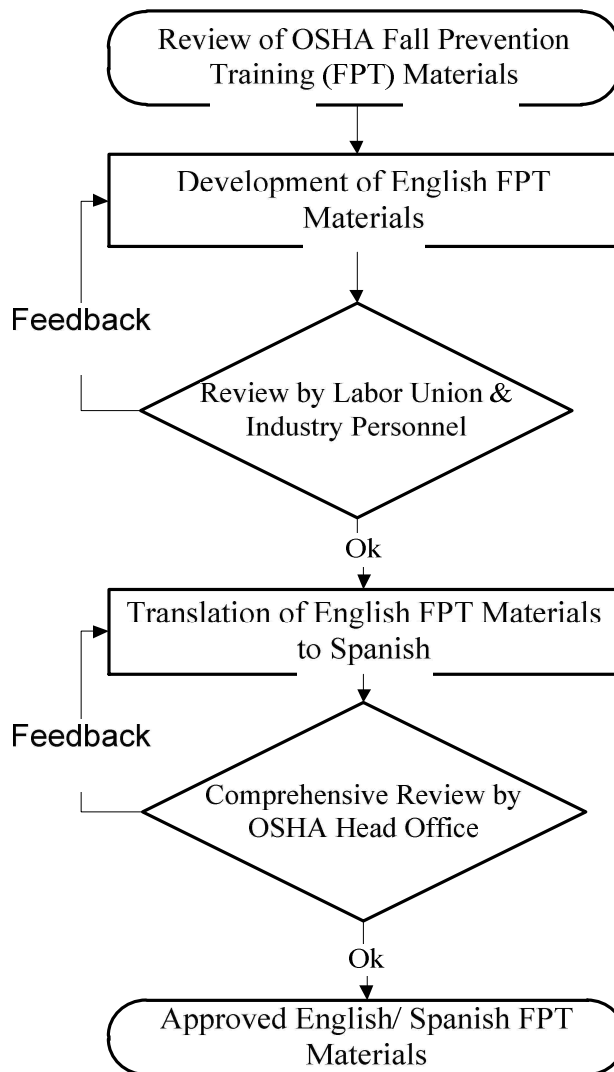 Review of OSHA Fall Prevention
Training (FPT) Materials
Development of English FPT
Materials
Feedback
Review by Labor Union &
Industry Personnel
Ok
Translation of English FPT Materials
to Spanish
Feedback
Comprehensive Review by
OSHA Head Office
Ok
Approved English/ Spanish FPT
Materials